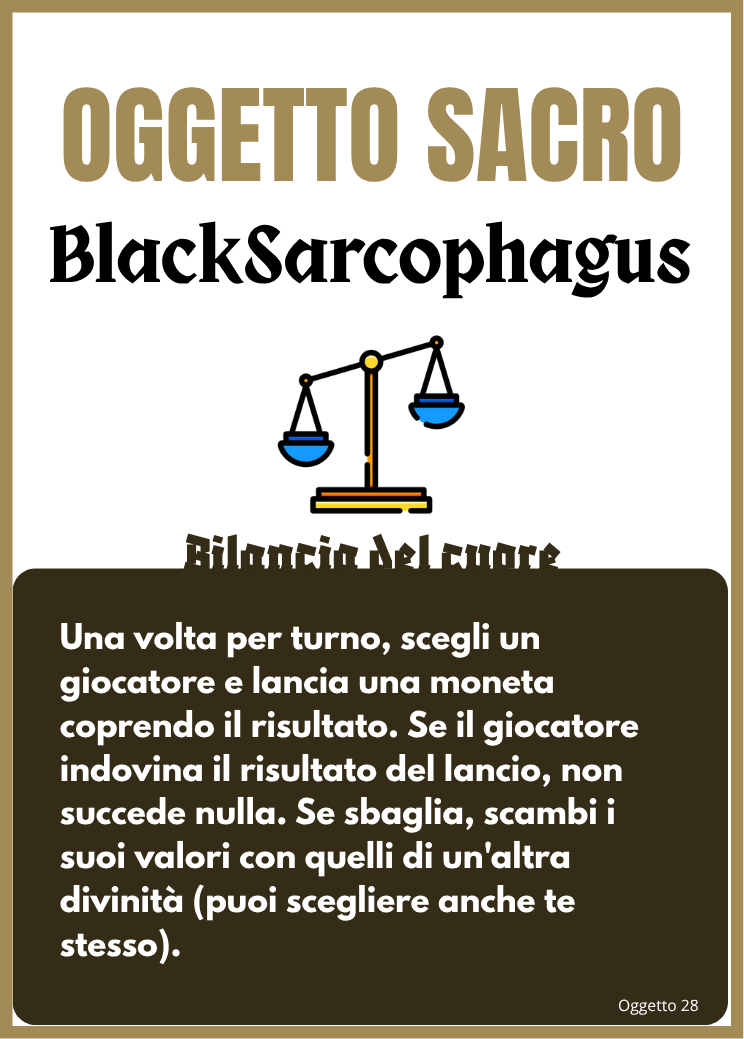 OGGETTO SACRO
BlackSarcophagus
Bilancia del cuore
Una volta per turno, scegli un
giocatore e lancia una moneta
coprendo il risultato. Se il giocatore
indovina il risultato del lancio, non
succede nulla. Se sbaglia, scambi i
suoi valori con quelli di un'altra
divinità (puoi scegliere anche te
stesso).
Oggetto 28